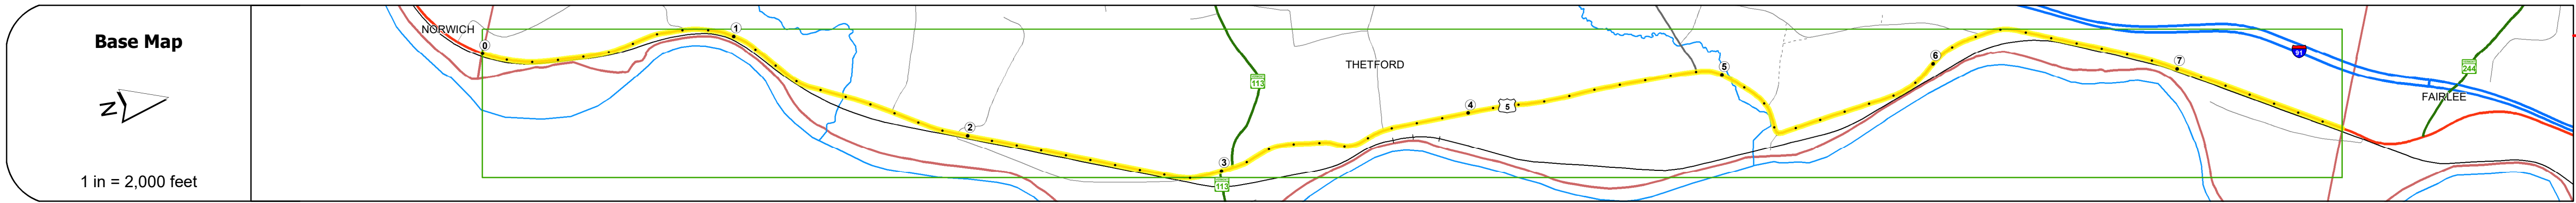 Base Map
N
1 in = 2,000 feet
NORWICH
0
1
2
113
3
113
THETFORD
4
5
5
6
7
91
244
FAIRLEE